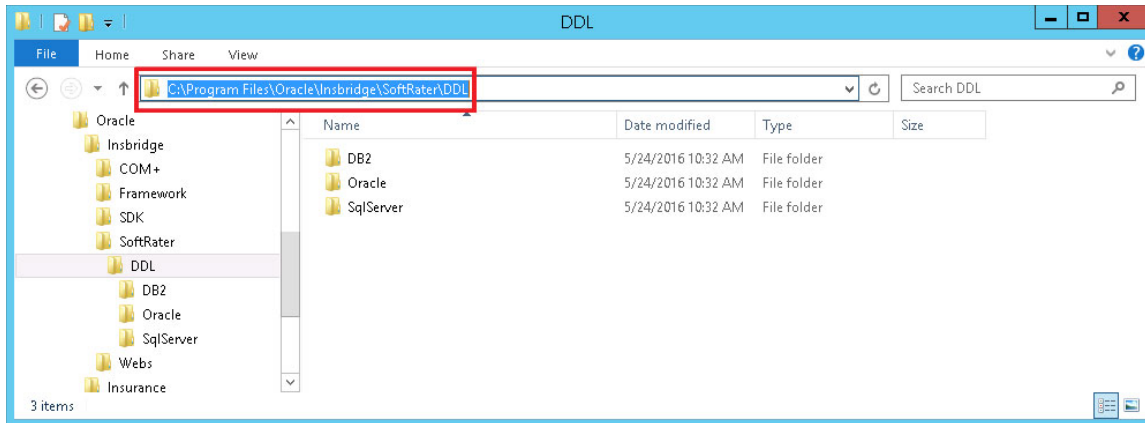 DDL
File Home Share View
C:\Program Files\Oracle\Insbridge\SoftRater\DDL
Search DDL
Oracle
Insbridge
COM+
Framework
SDK
SoftRater
DDL
DB2
Oracle
SqlServer
Webs
Insurance
Name Date modified Type Size
DB2 5/24/2016 10:32 AM File folder
Oracle 5/24/2016 10:32 AM File folder
SqlServer 5/24/2016 10:32 AM File folder
3 items